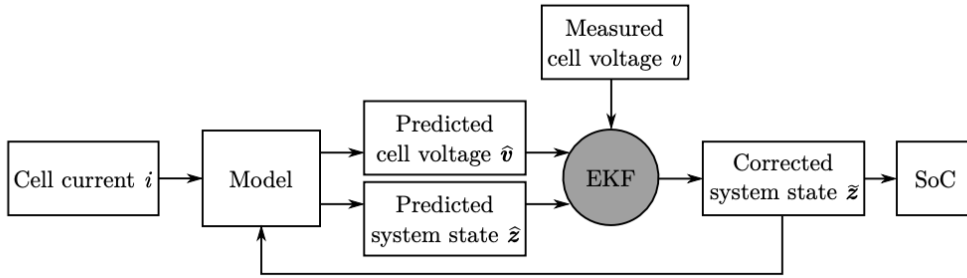 Measured
cell voltage v
Cell current i
Model
Predicted
cell voltage v̂
Predicted
system state ẑ
EKF
Corrected
system state z̃
SoC